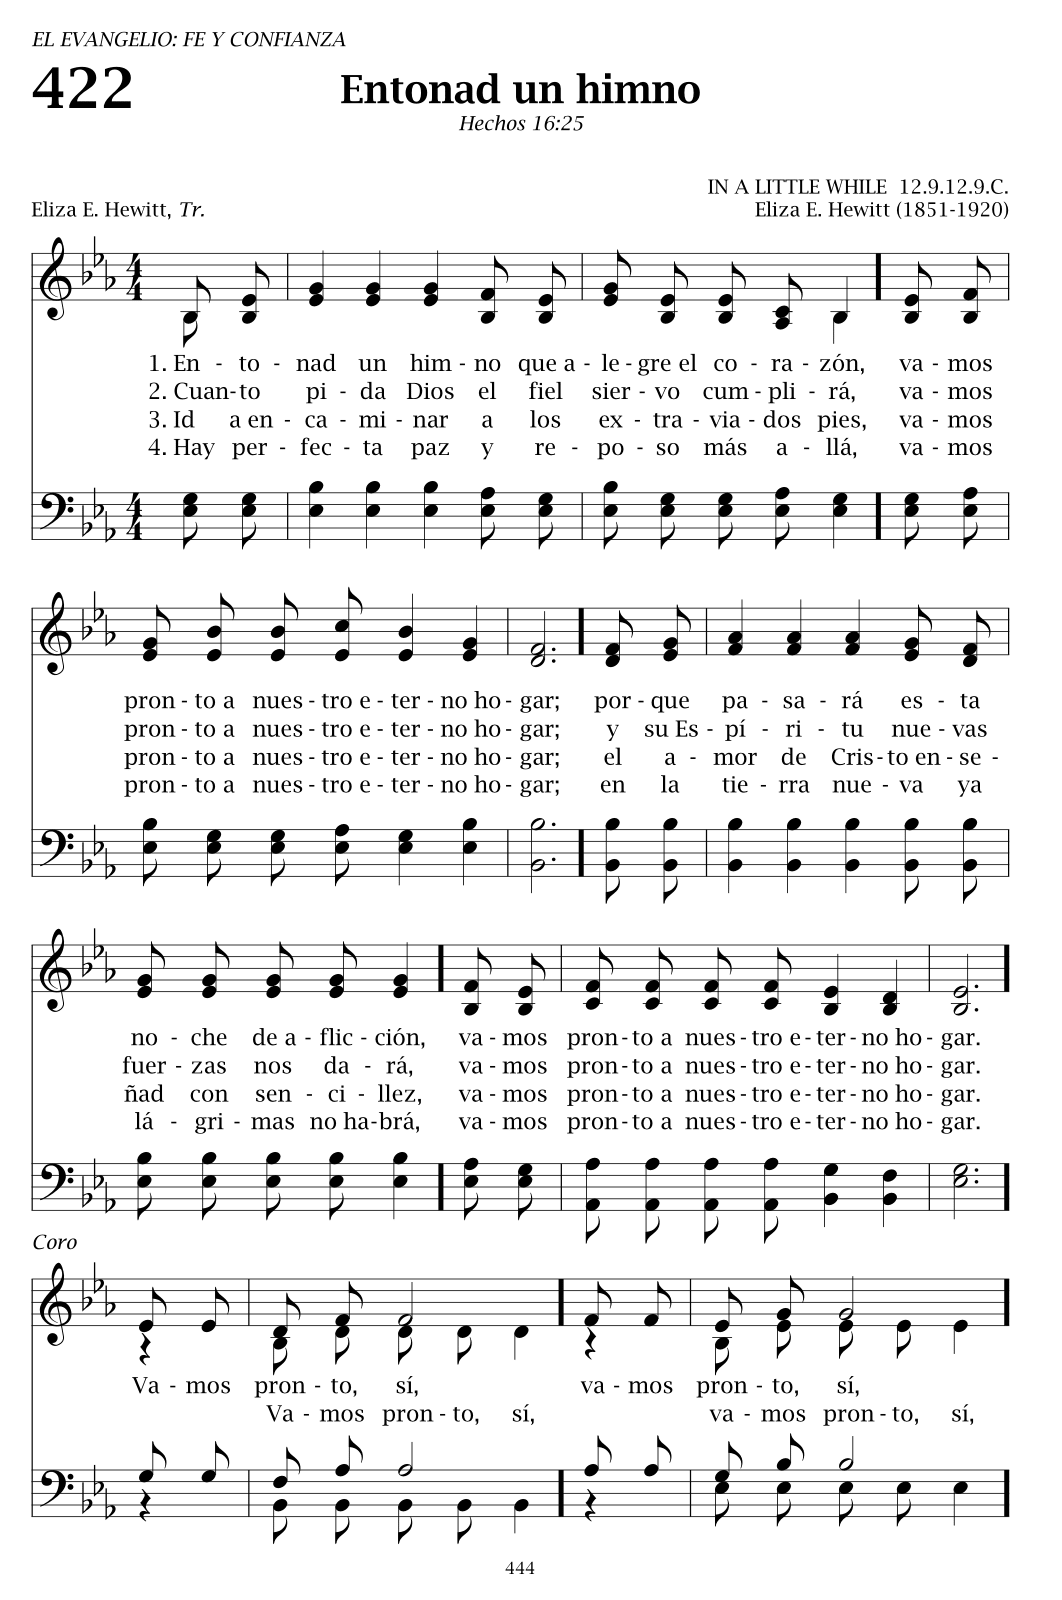 EL EVANGELIO: FE Y CONFIANZA
422
Entonad un himno
Hechos 16:25
IN A LITTLE WHILE 12.9.12.9.C.
Eliza E. Hewitt, Tr.
Eliza E. Hewitt (1851-1920)
1. En - to - nad un him - no que a - le - gre el co - ra - zón, va - mos
2. Cuan - to pi - da Dios el fiel sier - vo cum - pli - rá, va - mos
3. Id a en - ca - mi - nar a los ex - tra - via - dos pies, va - mos
4. Hay per - fec - ta paz y re - po - so más a - llá, va - mos
pron - to a nues - tro e - ter - no ho - gar; por - que pa - sa - rá es - ta
pron - to a nues - tro e - ter - no ho - gar; y su Es - pí - ri - tu nue - vas
pron - to a nues - tro e - ter - no ho - gar; el a - mor de Cris - to en - se -
pron - to a nues - tro e - ter - no ho - gar; en la tie - rra nue - va ya
no - che de a - flic - ción, va - mos pron - to a nues - tro e - ter - no ho - gar.
fuer - zas nos da - rá, va - mos pron - to a nues - tro e - ter - no ho - gar.
ñad con sen - ci - llez, va - mos pron - to a nues - tro e - ter - no ho - gar.
lá - gri - mas no ha - brá, va - mos pron - to a nues - tro e - ter - no ho - gar.
Coro
Va - mos pron - to, sí, va - mos pron - to, sí,
Va - mos pron - to, sí, va - mos pron - to, sí,
444